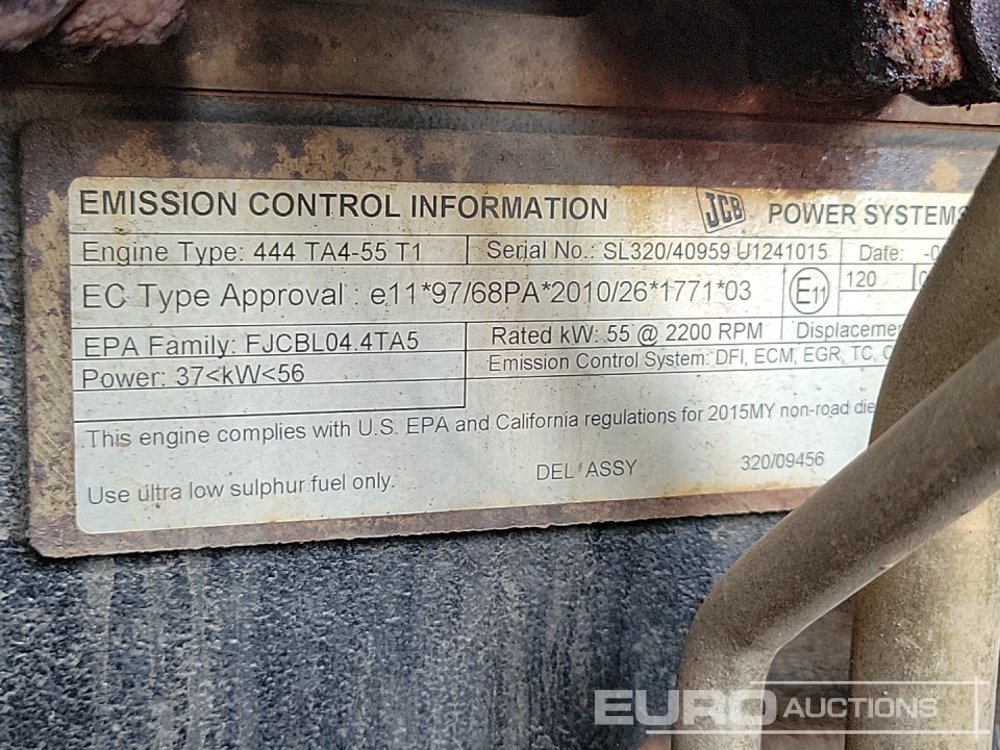 EMISSION CONTROL INFORMATION JCB POWER SYSTEMS
Engine Type: 444 TA4-55 T1 Serial No.: SL320/40959 U1241015 Date:
EC Type Approval : e11*97/68PA*2010/26*1771*03 E11 120
EPA Family: FJCBL04.4TA5 Rated kW: 55 @ 2200 RPM
Power: 37<kW<56 Emission Control System: DFI, ECM, EGR, TC,
This engine complies with U.S. EPA and California regulations for 2015MY non-road
Use ultra low sulphur fuel only. DEL ASSY 320/09456
EURO AUCTIONS